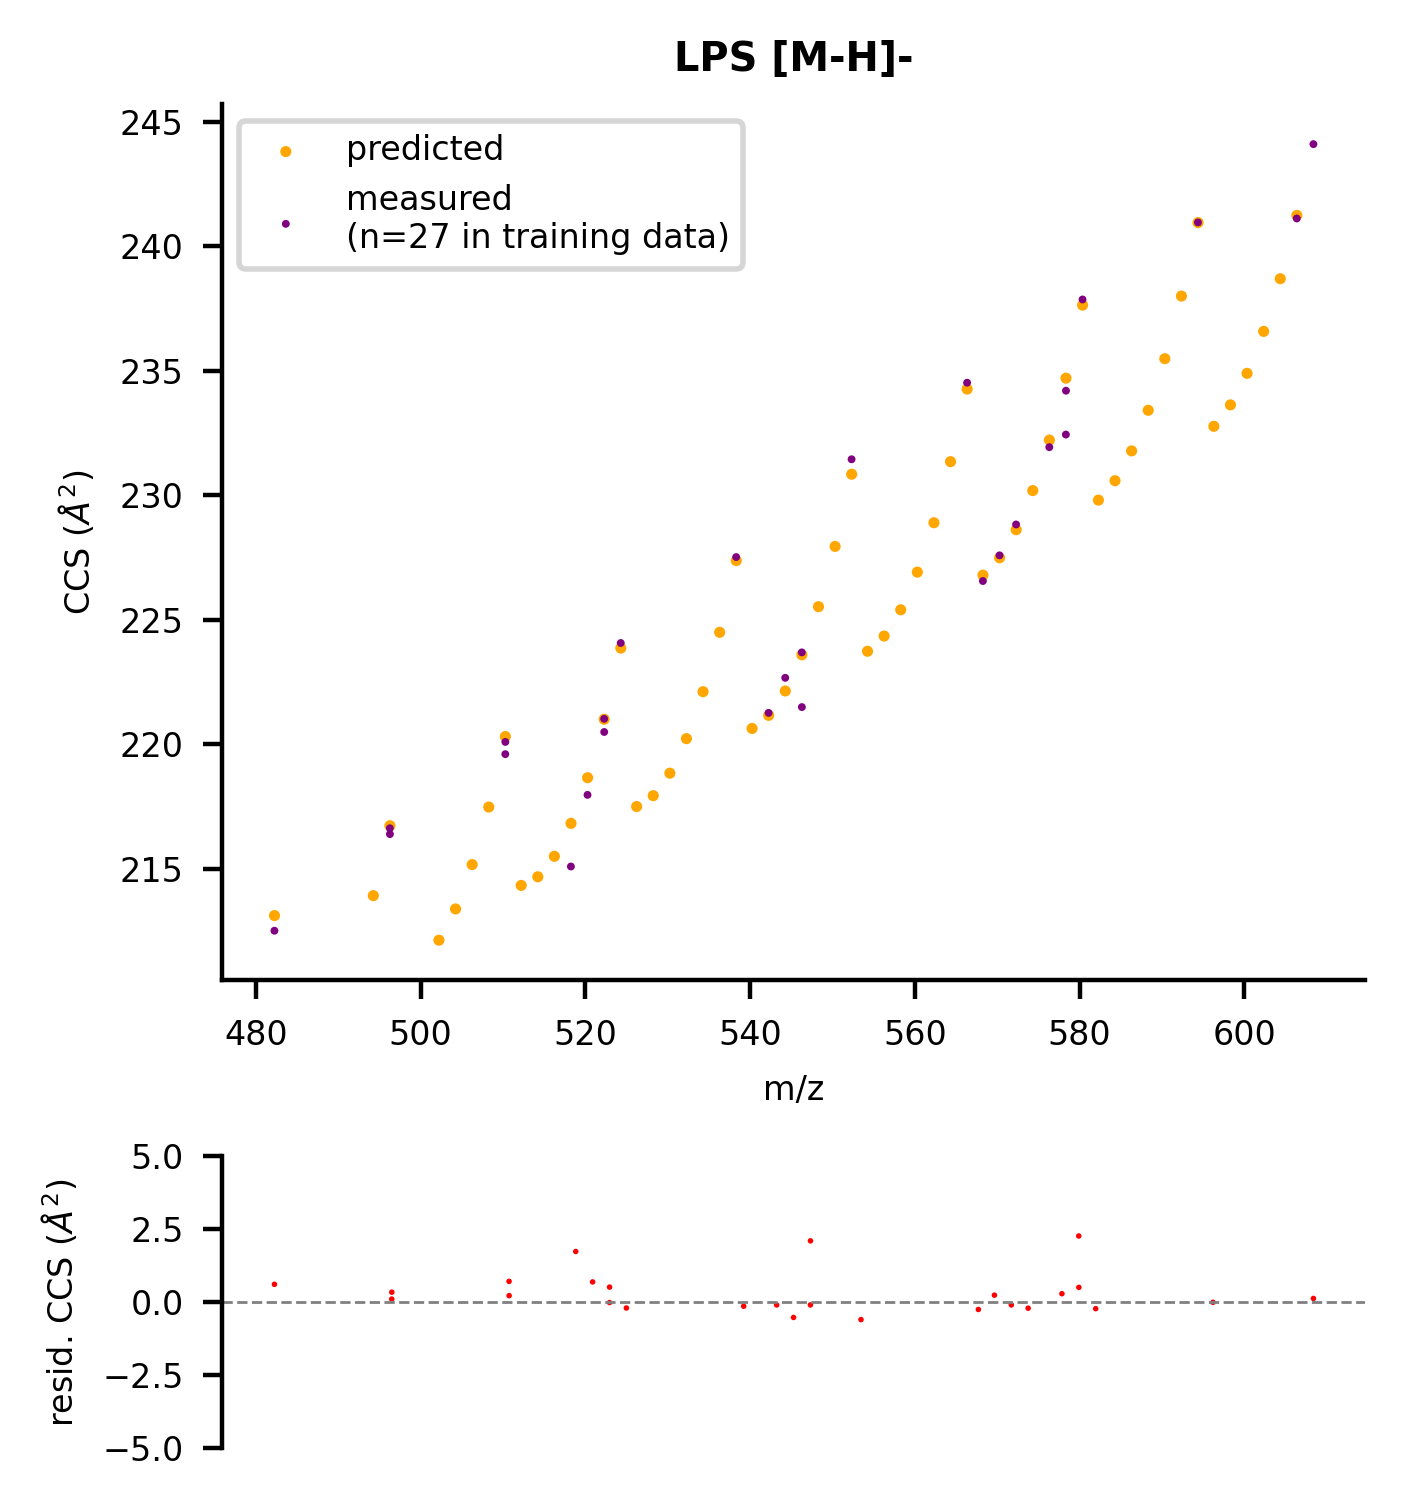 LPS [M-H]-
245
240
235
230
225
220
215
CCS (Å²)
predicted
measured
(n=27 in training data)
480 500 520 540 560 580 600
m/z
5.0
2.5
0.0
−2.5
−5.0
resid. CCS (Å²)